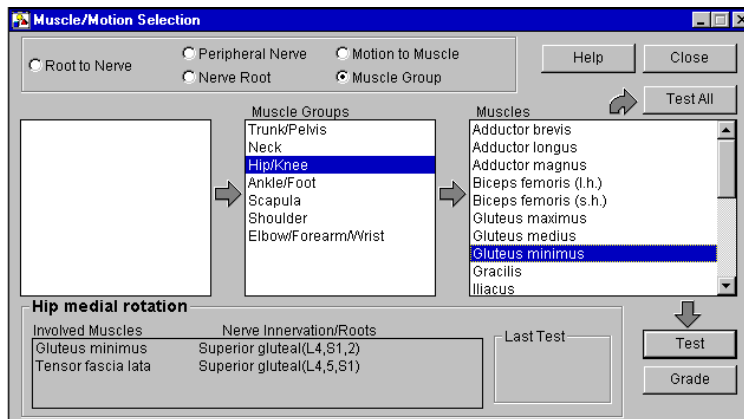 Muscle/Motion Selection
Root to Nerve
Peripheral Nerve
Motion to Muscle
Nerve Root
Muscle Group
Help
Close
Test All
Muscle Groups
Trunk/Pelvis
Neck
Hip/Knee
Ankle/Foot
Scapula
Shoulder
Elbow/Forearm/Wrist
Muscles
Adductor brevis
Adductor longus
Adductor magnus
Biceps femoris (l.h.)
Biceps femoris (s.h.)
Gluteus maximus
Gluteus medius
Gluteus minimus
Gracilis
Iliacus
Hip medial rotation
Involved Muscles Nerve Innervation/Roots
Gluteus minimus Superior gluteal(L4,S1,2)
Tensor fascia lata Superior gluteal(L4,5,S1)
Last Test
Test
Grade